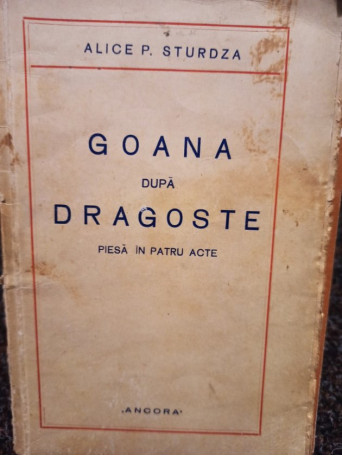 ALICE P. STURDZA
GOANA
DUPĂ
DRAGOSTE
PIESĂ ÎN PATRU ACTE
„ANCORA“